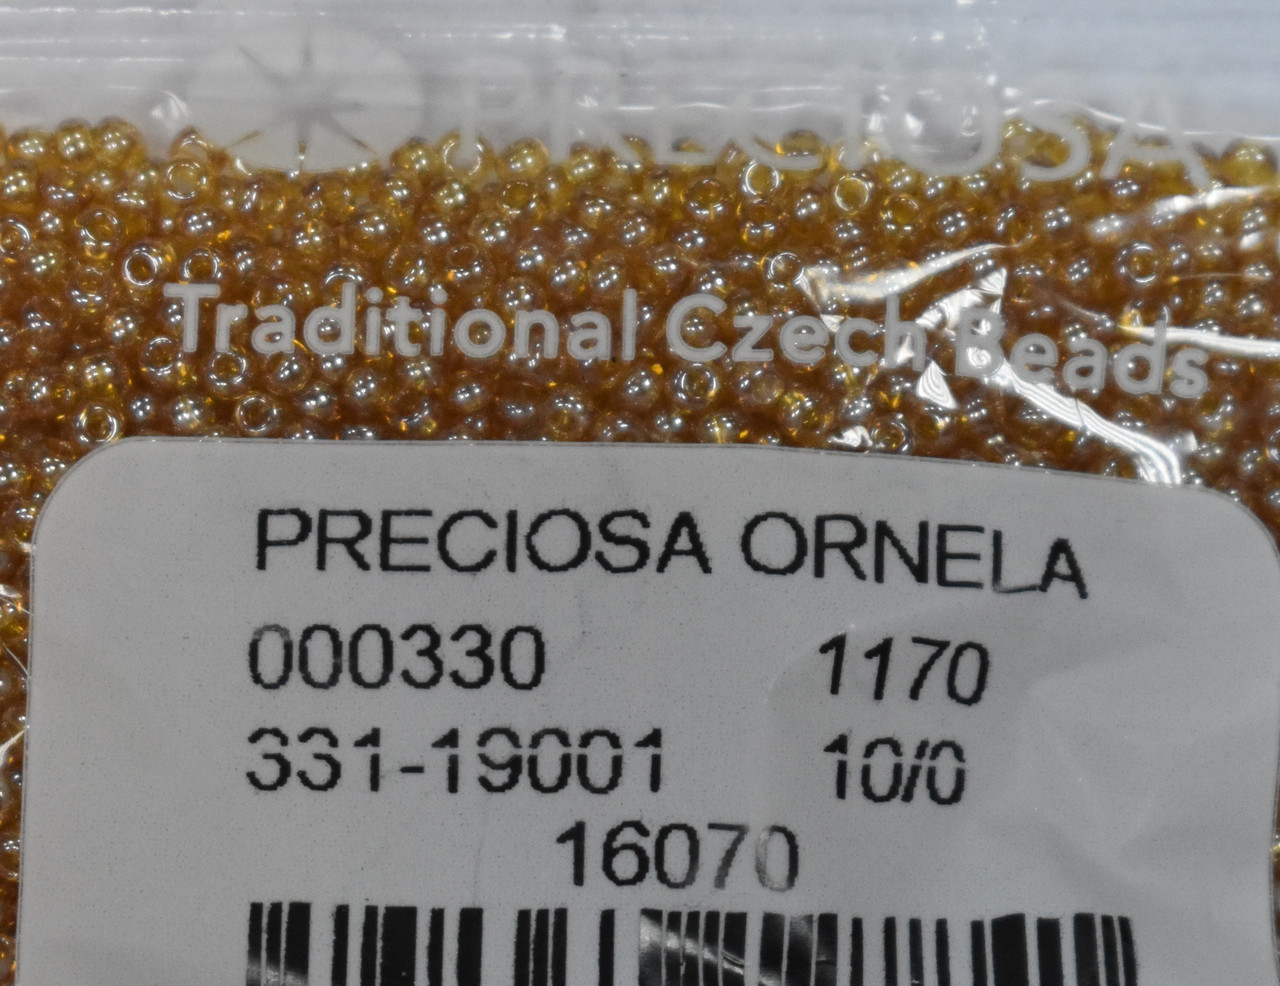 PRECIOSA
Traditional Czech Beads
PRECIOSA ORNELA
000330 1170
331-19001 10/0
16070